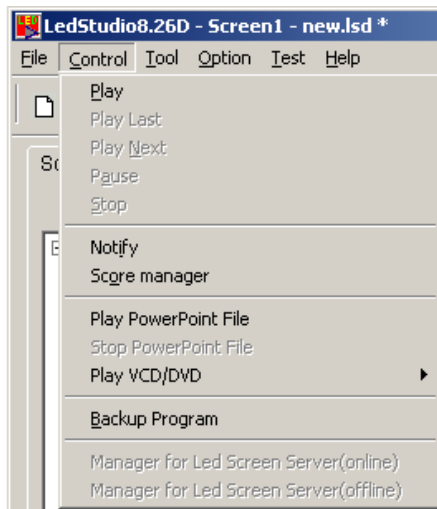 LedStudio8.26D - Screen1 - new.lsd *
File Control Tool Option Test Help
Play
Play Last
Play Next
Pause
Stop
Notify
Score manager
Play PowerPoint File
Stop PowerPoint File
Play VCD/DVD
Backup Program
Manager for Led Screen Server(online)
Manager for Led Screen Server(offline)